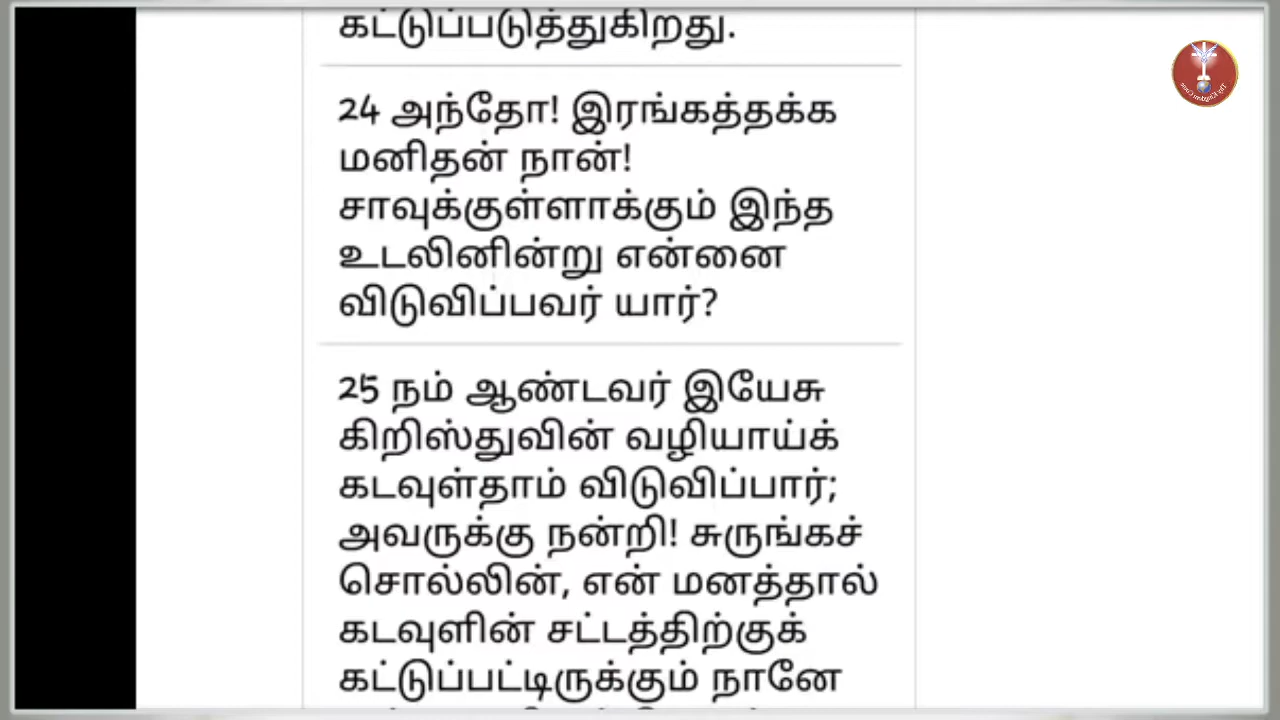 கட்டுப்படுத்துகிறது.
24 அந்தோ! இரங்கத்தக்க
மனிதன் நான்!
சாவுக்குள்ளாக்கும் இந்த
உடலினின்று என்னை
விடுவிப்பவர் யார்?
25 நம் ஆண்டவர் இயேசு
கிறிஸ்துவின் வழியாய்க்
கடவுள்தாம் விடுவிப்பார்;
அவருக்கு நன்றி! சுருங்கச்
சொல்லின், என் மனத்தால்
கடவுளின் சட்டத்திற்குக்
கட்டுப்பட்டிருக்கும் நானே